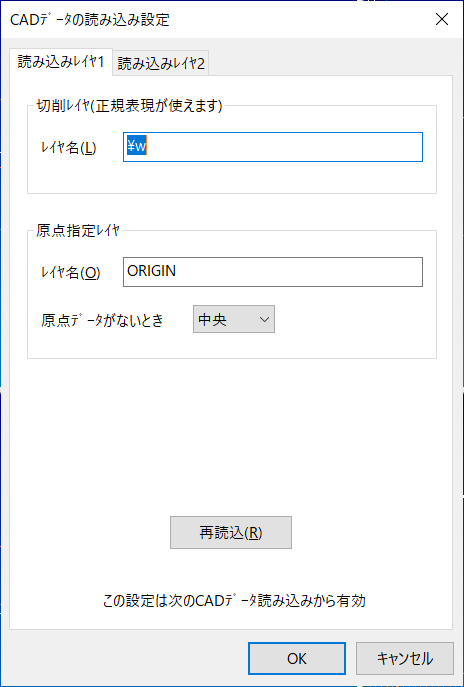 CADﾃﾞｰﾀの読み込み設定
読み込みﾚｲﾔ1 読み込みﾚｲﾔ2
切削ﾚｲﾔ(正規表現が使えます)
ﾚｲﾔ名(L) ¥w
原点指定ﾚｲﾔ
ﾚｲﾔ名(O) ORIGIN
原点ﾃﾞｰﾀがないとき 中央
再読込(R)
この設定は次のCADﾃﾞｰﾀ読み込みから有効
OK キャンセル